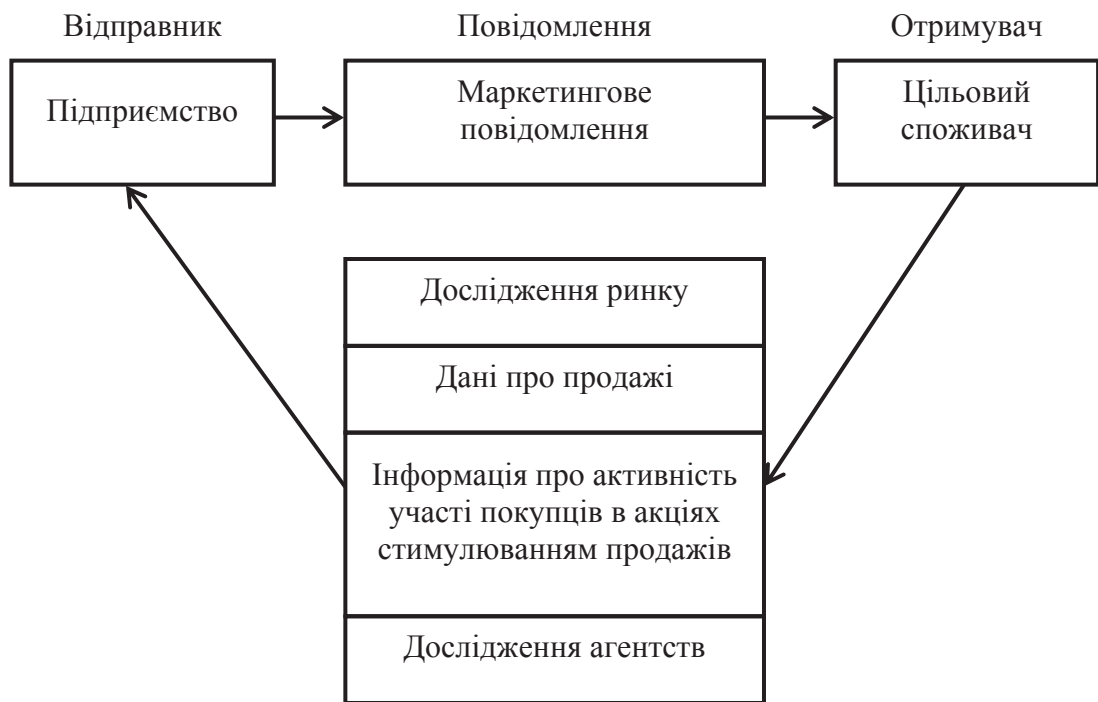 Відправник
Повідомлення
Отримувач
Підприємство
Маркетингове
повідомлення
Цільовий
споживач
Дослідження ринку
Дані про продажі
Інформація про активність
участі покупців в акціях
стимулюванням продажів
Дослідження агентств